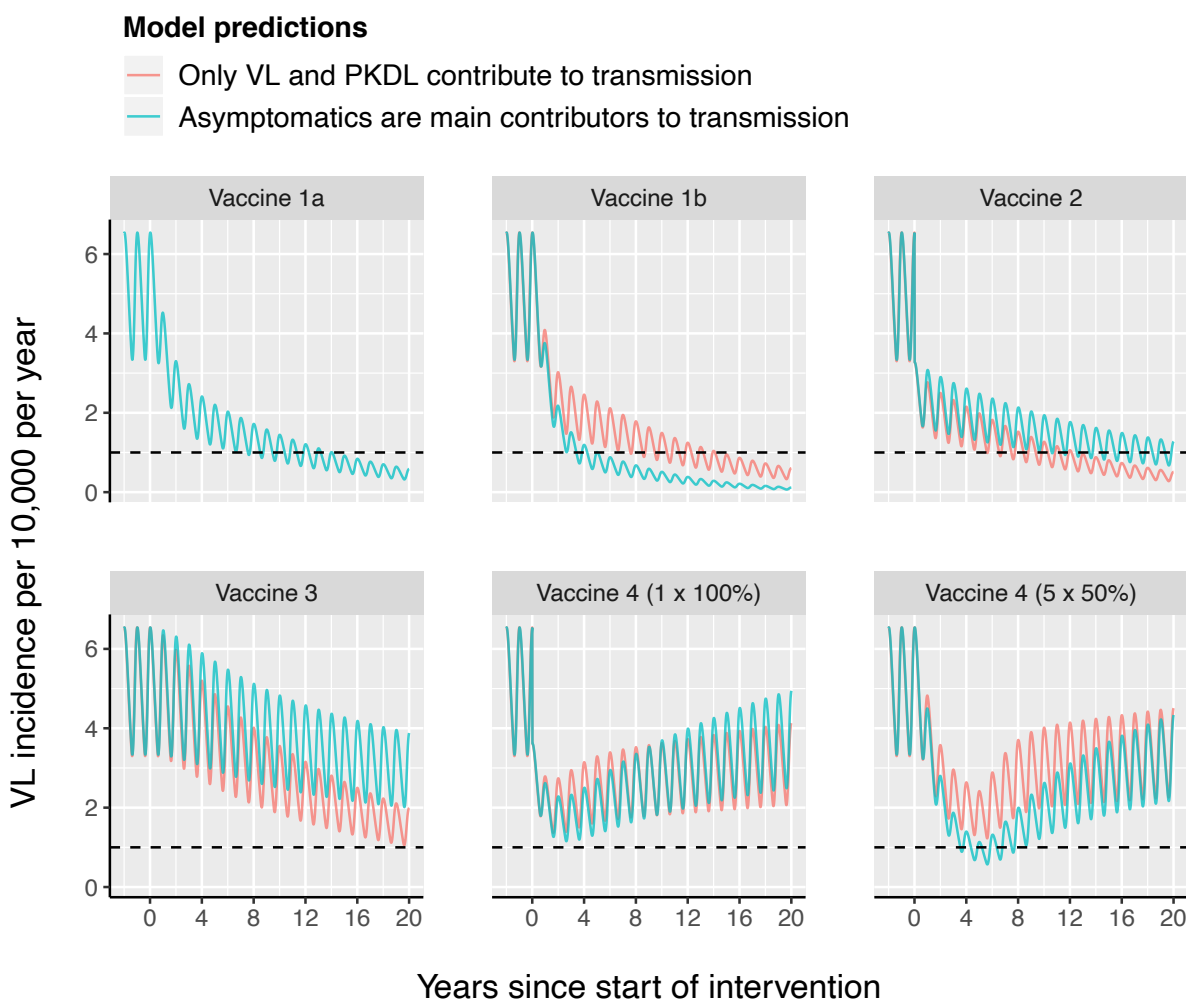 Model predictions
Only VL and PKDL contribute to transmission
Asymptomatics are main contributors to transmission
VL incidence per 10,000 per year
Vaccine 1a
Vaccine 1b
Vaccine 2
6
4
2
0
Vaccine 3
Vaccine 4 (1 x 100%)
Vaccine 4 (5 x 50%)
6
4
2
0
0 4 8 12 16 20
0 4 8 12 16 20
0 4 8 12 16 20
Years since start of intervention